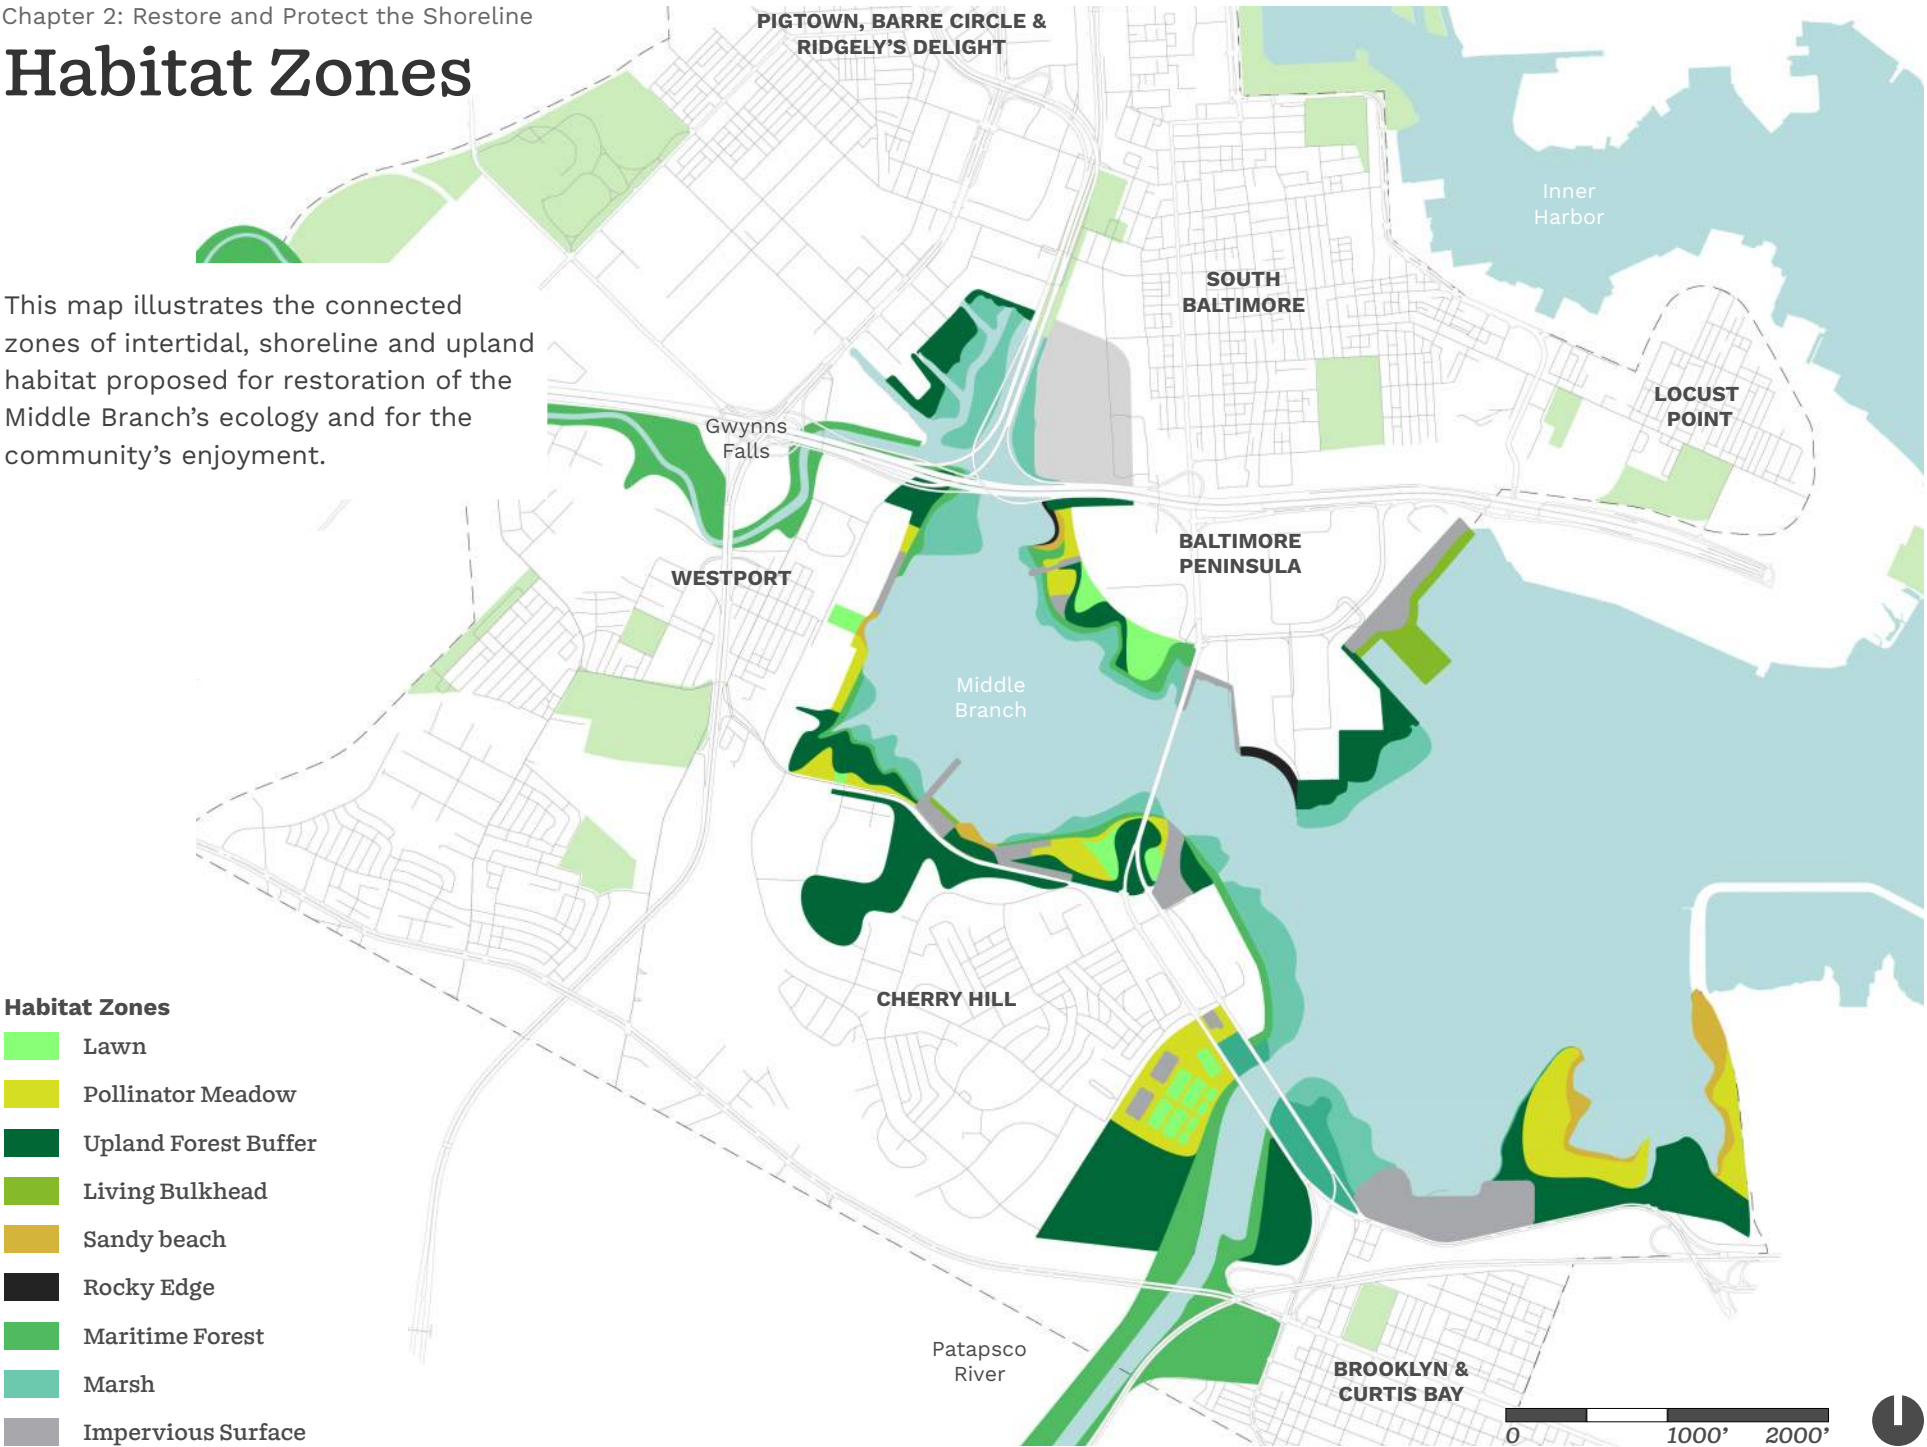 Chapter 2: Restore and Protect the Shoreline
Habitat Zones
This map illustrates the connected
zones of intertidal, shoreline and upland
habitat proposed for restoration of the
Middle Branch’s ecology and for the
community’s enjoyment.
PIGTOWN, BARRE CIRCLE &
RIDGELY’S DELIGHT
Inner
Harbor
SOUTH
BALTIMORE
LOCUST
POINT
Gwynns
Falls
BALTIMORE
PENINSULA
WESTPORT
Middle
Branch
CHERRY HILL
Patapsco
River
BROOKLYN &
CURTIS BAY
Habitat Zones
Lawn
Pollinator Meadow
Upland Forest Buffer
Living Bulkhead
Sandy beach
Rocky Edge
Maritime Forest
Marsh
Impervious Surface
0 1000’ 2000’